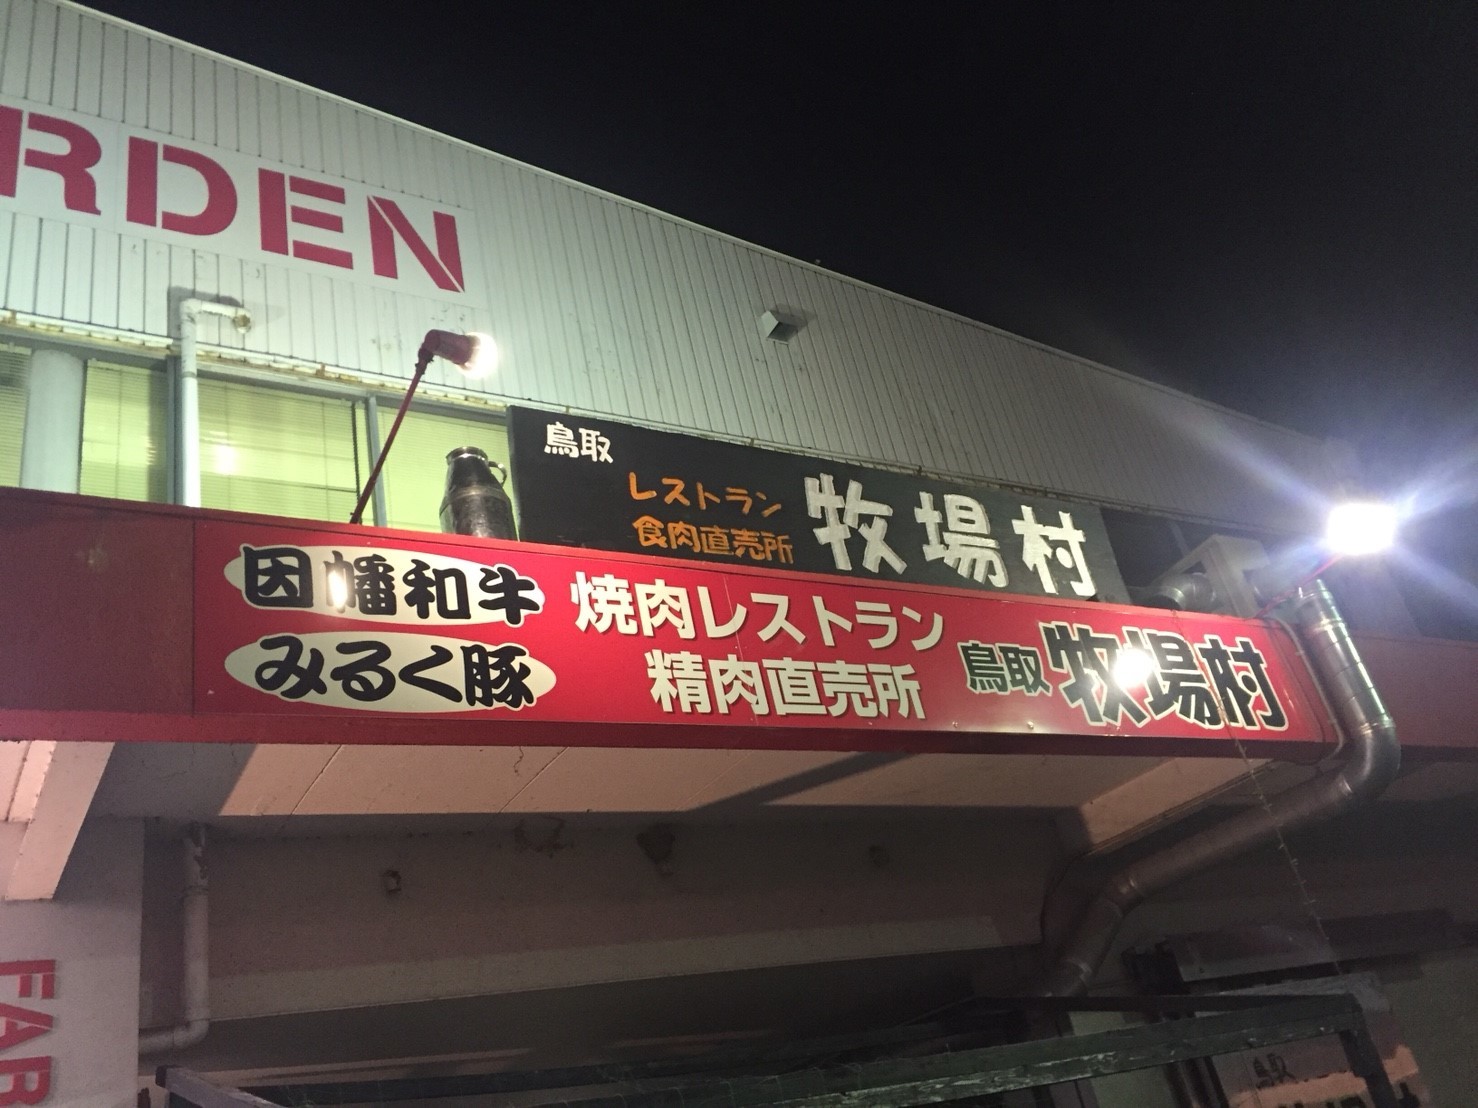 RDEN
鳥取
レストラン
食肉直売所
牧場村
因幡和牛
みるく豚
焼肉レストラン
精肉直売所
鳥取 牧場村
FAR